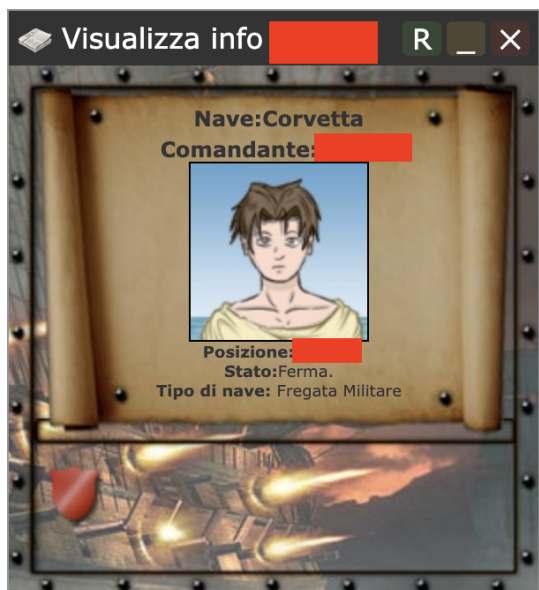 Visualizza info
R _ ×
Nave:Corvetta
Comandante:
Posizione:
Stato:Ferma.
Tipo di nave: Fregata Militare